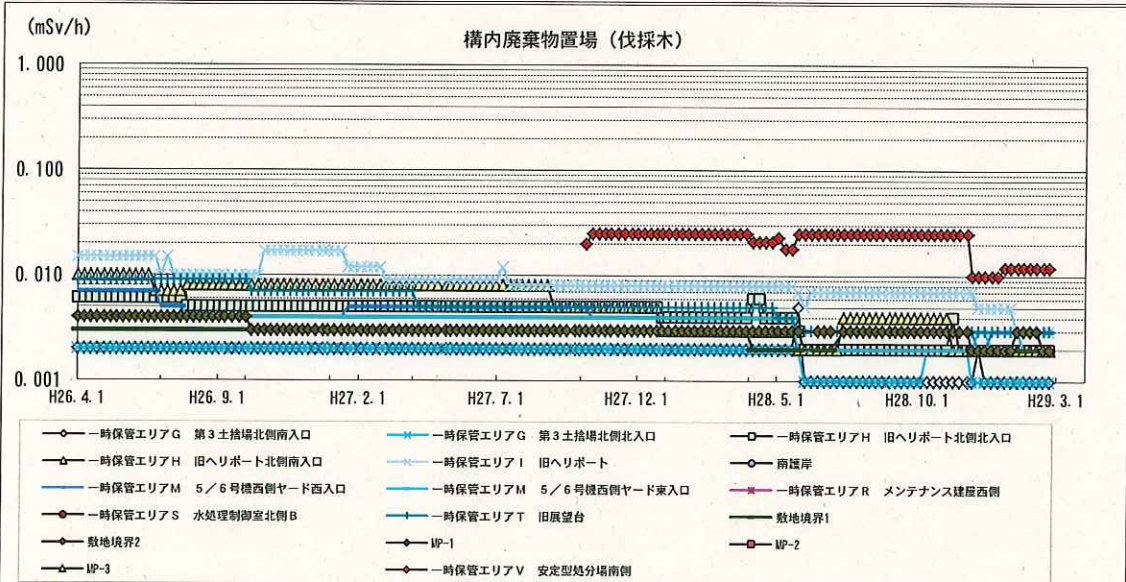 (mSv/h)
構内廃棄物置場（伐採木）
1.000
0.100
0.010
0.001
H26. 4. 1 H26. 9. 1 H27. 2. 1 H27. 7. 1 H27. 12. 1 H28. 5. 1 H28. 10. 1 H29. 3. 1
一時保管エリアG 第3土捨場北側南入口 一時保管エリアG 第3土捨場北側北入口 一時保管エリアH 旧ヘリポート北側北入口
一時保管エリアH 旧ヘリポート北側南入口 一時保管エリアI 旧ヘリポート 南護岸
一時保管エリアM 5／6号機西側ヤード西入口 一時保管エリアM 5／6号機西側ヤード東入口 一時保管エリアR メンテナンス建屋西側
一時保管エリアS 水処理制御室北側B 一時保管エリアT 旧展望台 敷地境界1
敷地境界2 MP-1 MP-2
MP-3 一時保管エリアV 安定型処分場南側